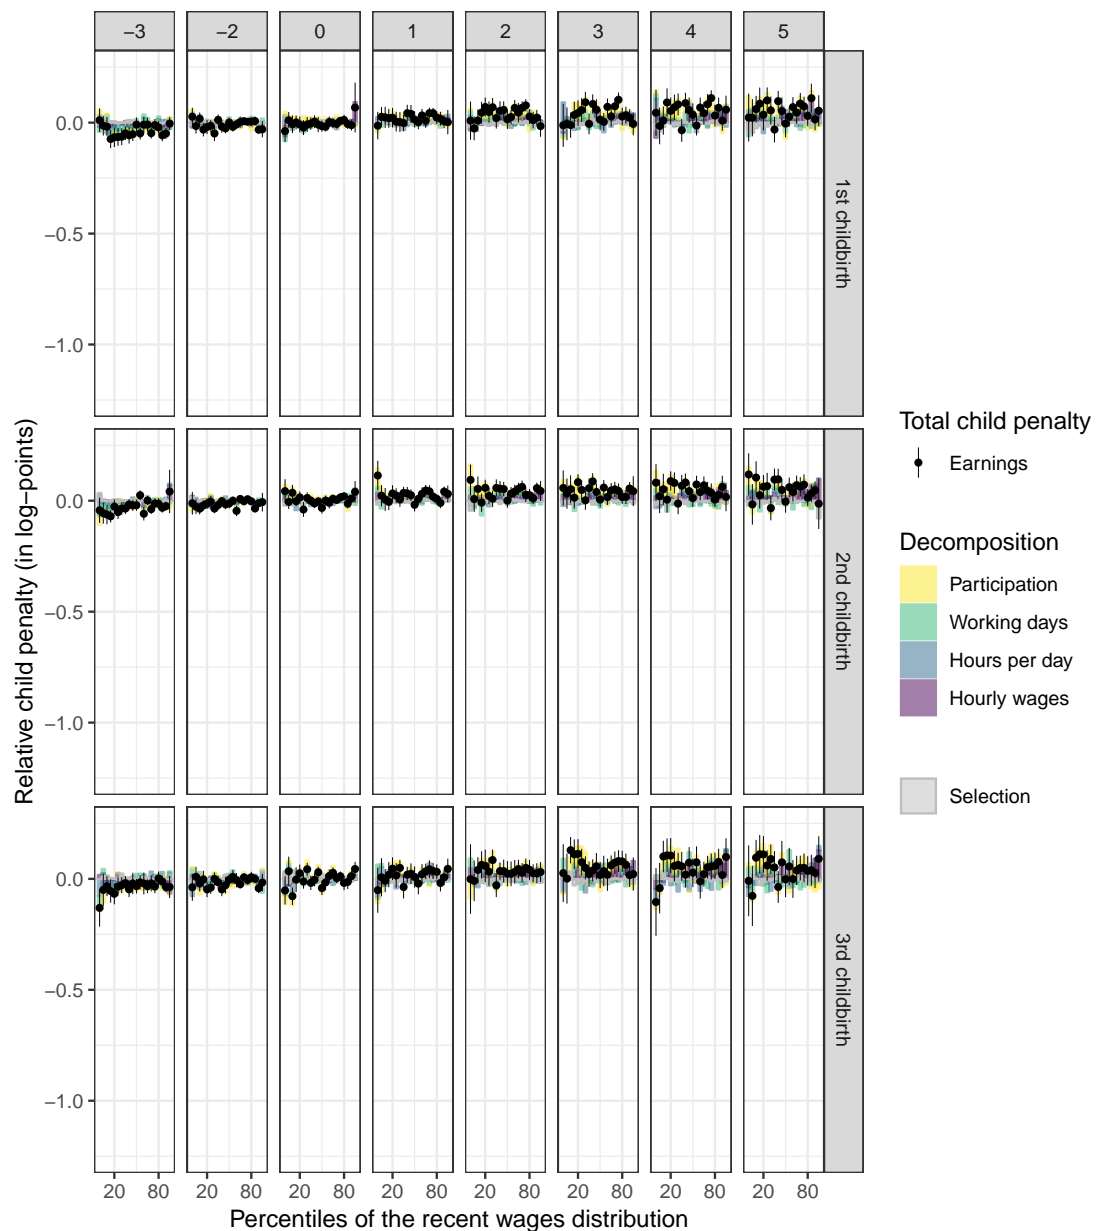 −3 −2 0 1 2 3 4 5
0.0
−0.5
−1.0
1st childbirth
0.0
−0.5
−1.0
2nd childbirth
0.0
−0.5
−1.0
3rd childbirth
20 80 20 80 20 80 20 80 20 80 20 80 20 80 20 80
Percentiles of the recent wages distribution
Relative child penalty (in log−points)
Total child penalty
Earnings
Decomposition
Participation
Working days
Hours per day
Hourly wages
Selection